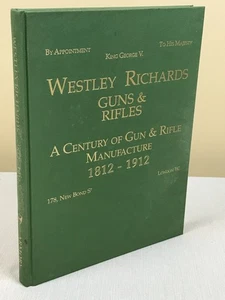 By Appointment King George V. To His Majesty
Westley Richards
Guns &
Rifles
A Century of Gun & Rifle
Manufacture
1812 - 1912
178, New Bond St London W.